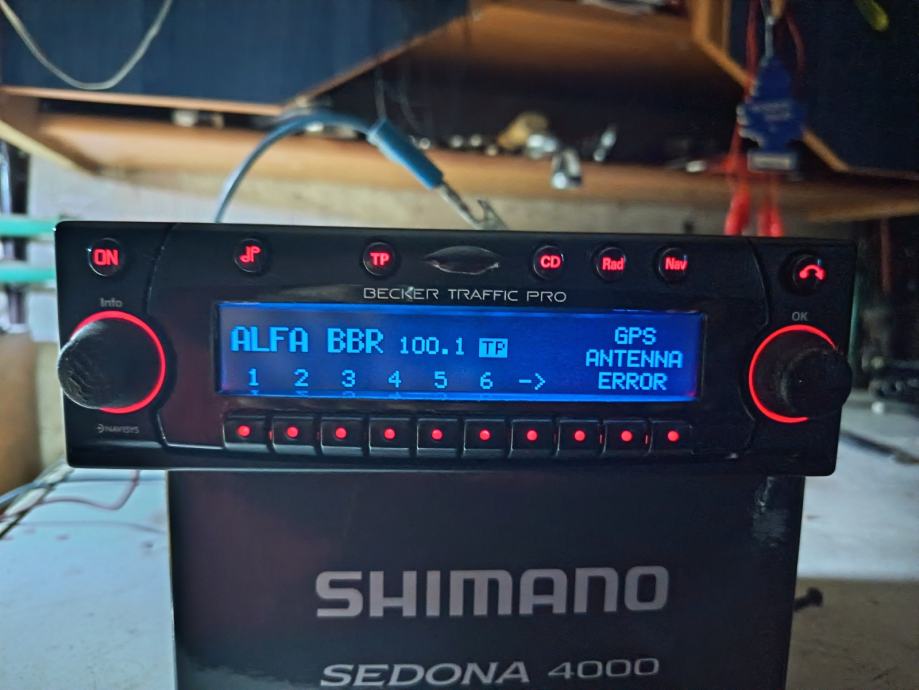 ON
TP
CD
Rad
Nav
Info
BECKER TRAFFIC PRO
OK
ALFA BBR 100.1 TP
GPS
ANTENNA
ERROR
1 2 3 4 5 6 ->
NAVISYS
SHIMANO
SEDONA 4000